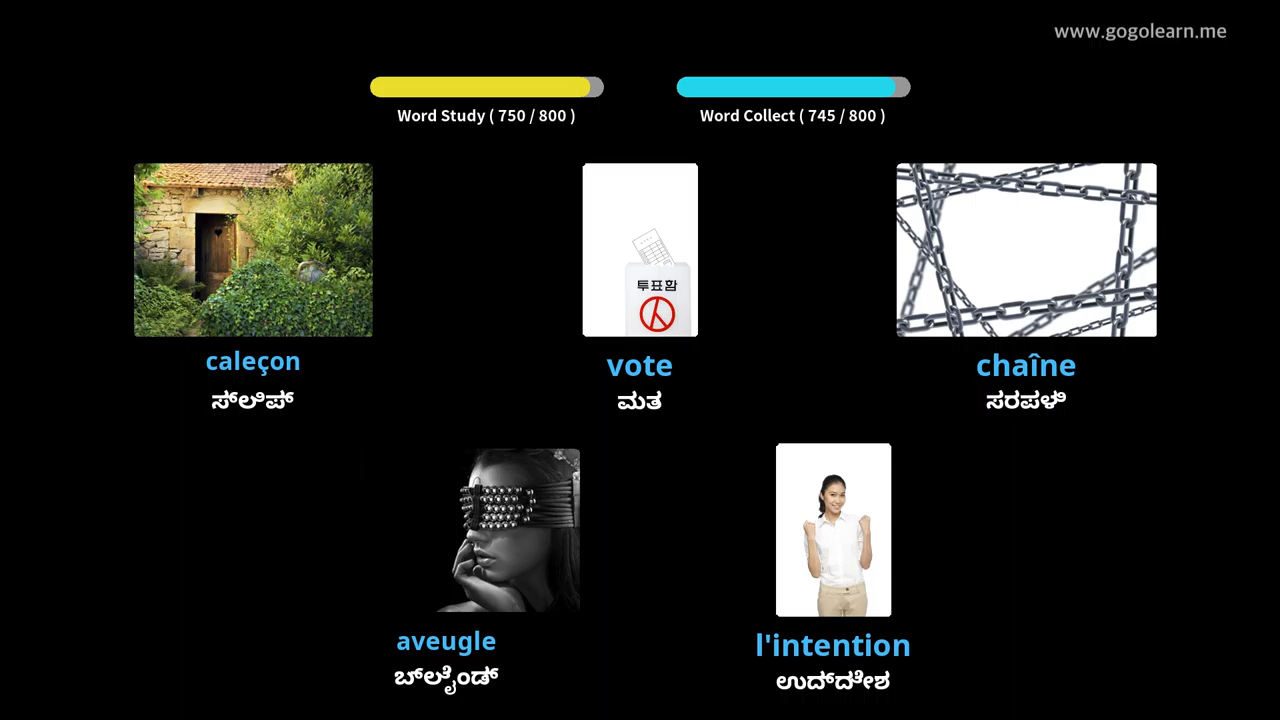 www.gogolearn.me
Word Study ( 750 / 800 )
Word Collect ( 745 / 800 )
투표함
caleçon
vote
chaîne
ಸ್ಲಿಪ್
ಮತ
ಸರಪಳಿ
aveugle
l'intention
ಬ್ಲೈಂಡ್
ಉದ್ದೇಶ